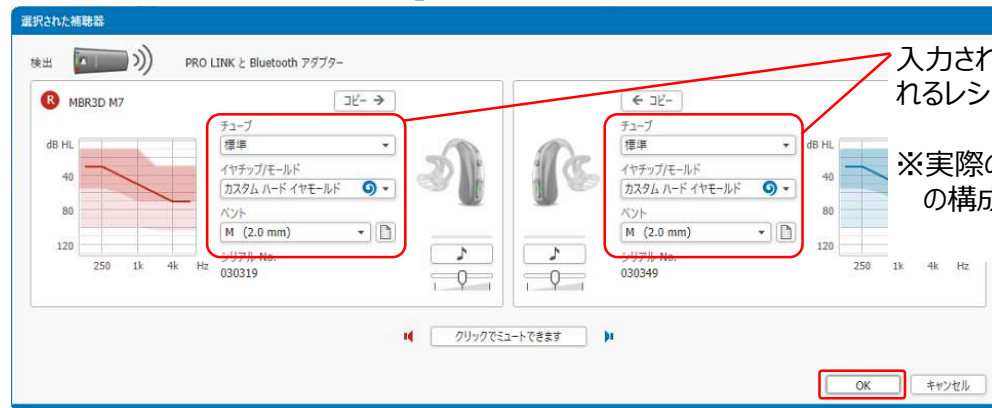 選択された補聴器
検出
PRO LINK と Bluetooth アダプター
R MBR3D M7
コピー →
チューブ
標準
イヤチップ/モールド
カスタム ハード イヤモールド
ベント
M (2.0 mm)
シリアル No.
030319
dB HL
40
80
120
250 1k 4k Hz
← コピー
チューブ
標準
イヤチップ/モールド
カスタム ハード イヤモールド
ベント
M (2.0 mm)
シリアル No.
030349
dB HL
40
80
120
250 1k 4k Hz
入力され
れるレシ
※実際の
の構成
クリックでミュートできます
OK
キャンセル